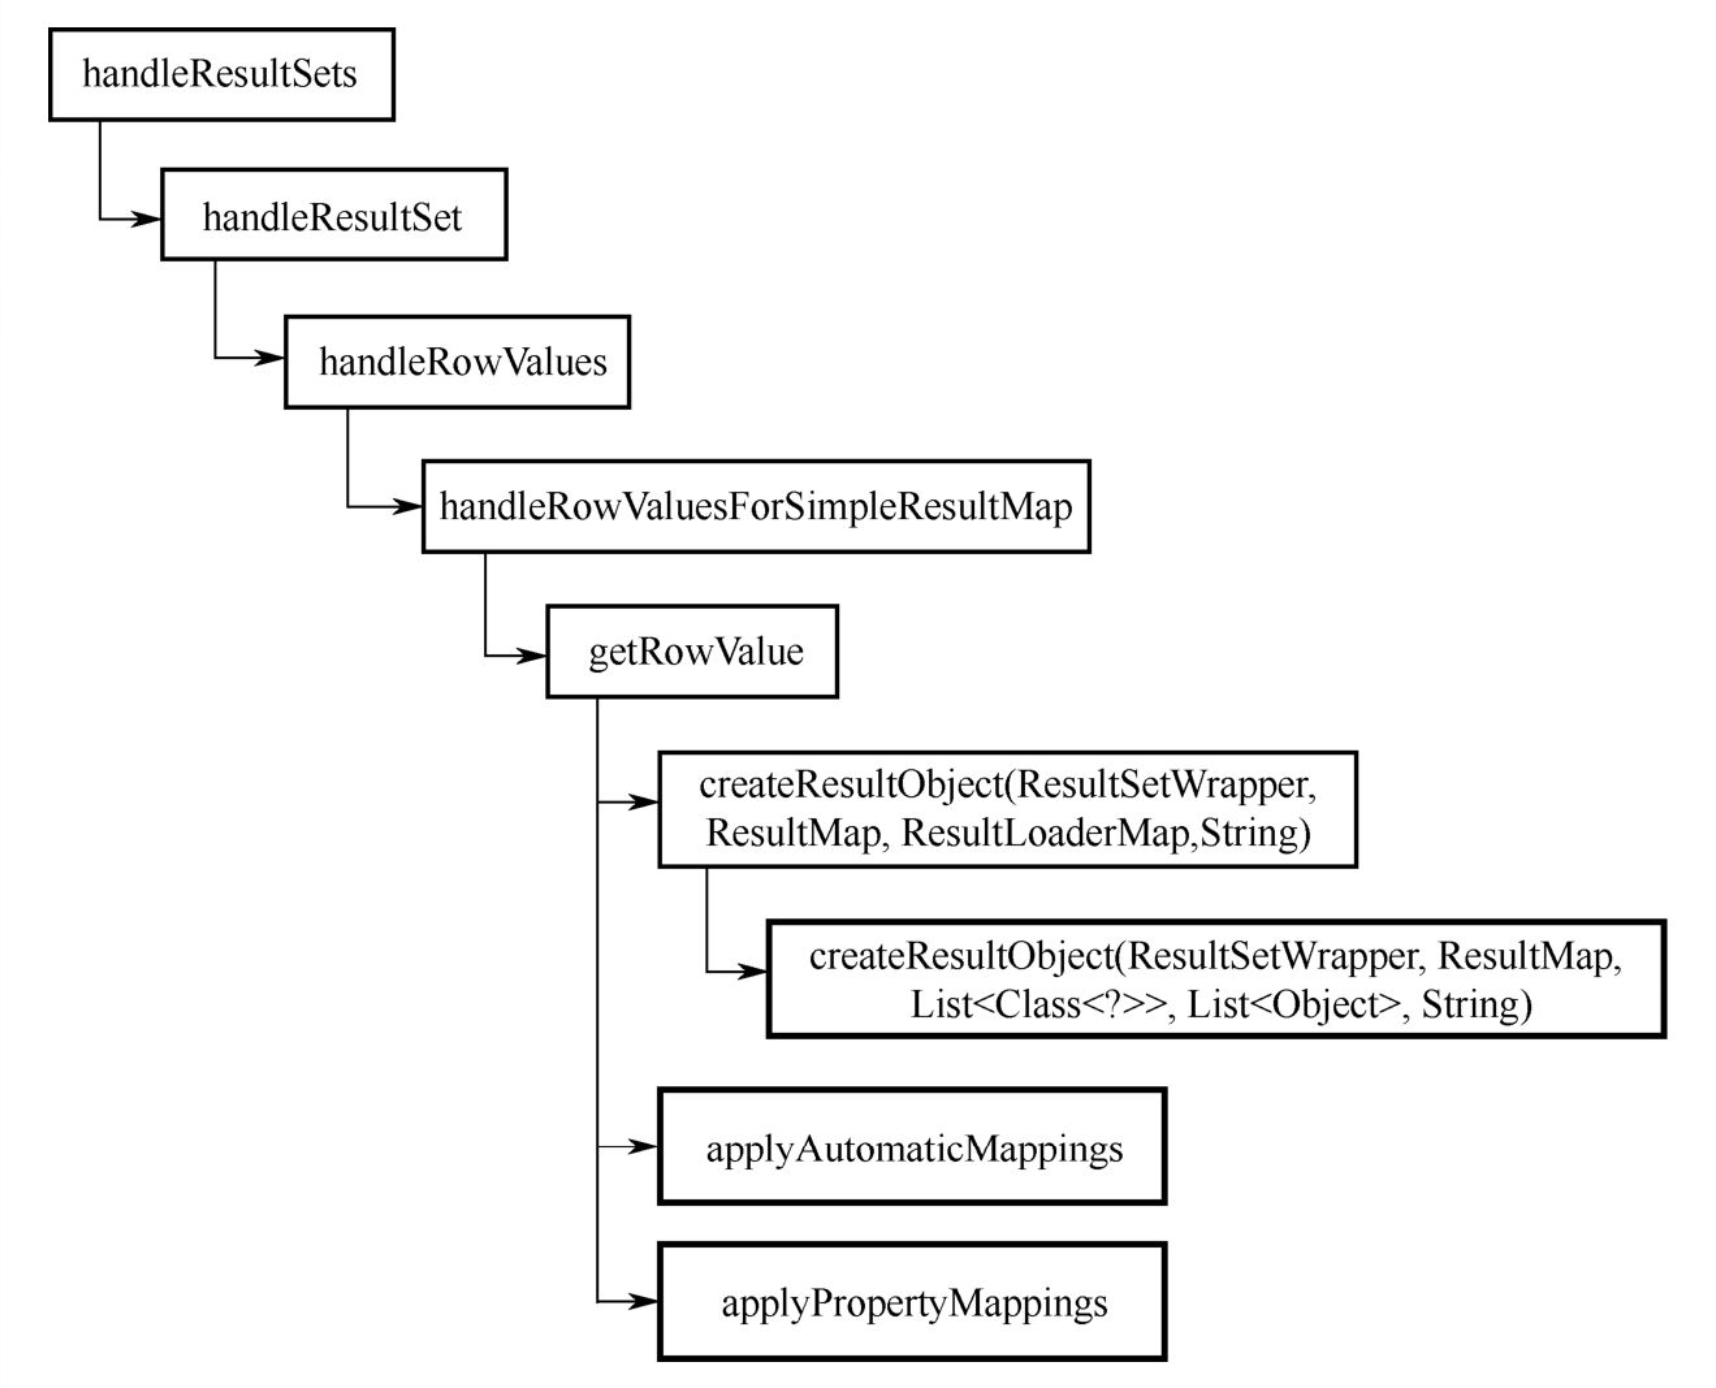 handleResultSets
handleResultSet
handleRowValues
handleRowValuesForSimpleResultMap
getRowValue
createResultObject(ResultSetWrapper,
ResultMap, ResultLoaderMap,String)
createResultObject(ResultSetWrapper, ResultMap,
List<Class<?>>, List<Object>, String)
applyAutomaticMappings
applyPropertyMappings